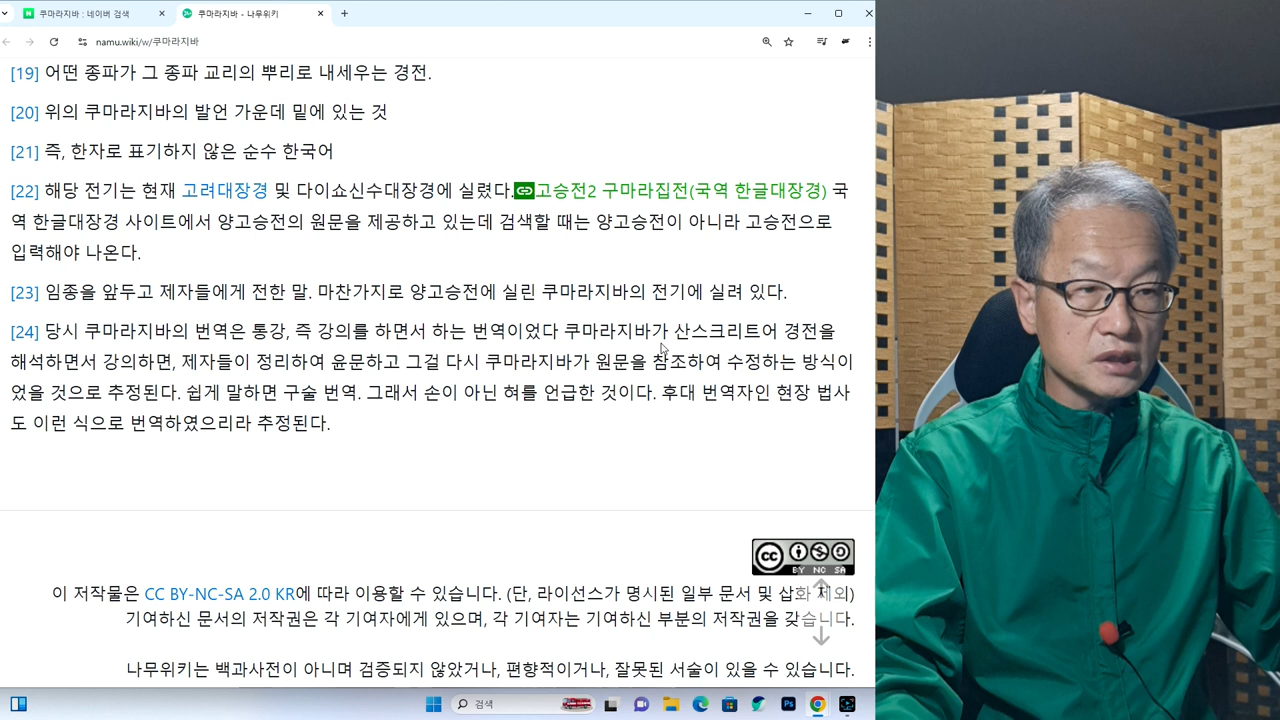 쿠마라지바 : 네이버 검색
쿠마라지바 - 나무위키
namu.wiki/w/쿠마라지바
[19] 어떤 종파가 그 종파 교리의 뿌리로 내세우는 경전.
[20] 위의 쿠마라지바의 발언 가운데 밑에 있는 것
[21] 즉, 한자로 표기하지 않은 순수 한국어
[22] 해당 전기는 현재 고려대장경 및 다이쇼신수대장경에 실렸다. 고승전2 구마라집전(국역 한글대장경) 국
역 한글대장경 사이트에서 양고승전의 원문을 제공하고 있는데 검색할 때는 양고승전이 아니라 고승전으로
입력해야 나온다.
[23] 임종을 앞두고 제자들에게 전한 말. 마찬가지로 양고승전에 실린 쿠마라지바의 전기에 실려 있다.
[24] 당시 쿠마라지바의 번역은 통강, 즉 강의를 하면서 하는 번역이었다 쿠마라지바가 산스크리트어 경전을
해석하면서 강의하면, 제자들이 정리하여 윤문하고 그걸 다시 쿠마라지바가 원문을 참조하여 수정하는 방식이
었을 것으로 추정된다. 쉽게 말하면 구술 번역. 그래서 손이 아닌 혀를 언급한 것이다. 후대 번역자인 현장 법사
도 이런 식으로 번역하였으리라 추정된다.
cc BY NC SA
이 저작물은 CC BY-NC-SA 2.0 KR에 따라 이용할 수 있습니다. (단, 라이선스가 명시된 일부 문서 및 삽화 제외)
기여하신 문서의 저작권은 각 기여자에게 있으며, 각 기여자는 기여하신 부분의 저작권을 갖습니다.
나무위키는 백과사전이 아니며 검증되지 않았거나, 편향적이거나, 잘못된 서술이 있을 수 있습니다.
검색
Ps